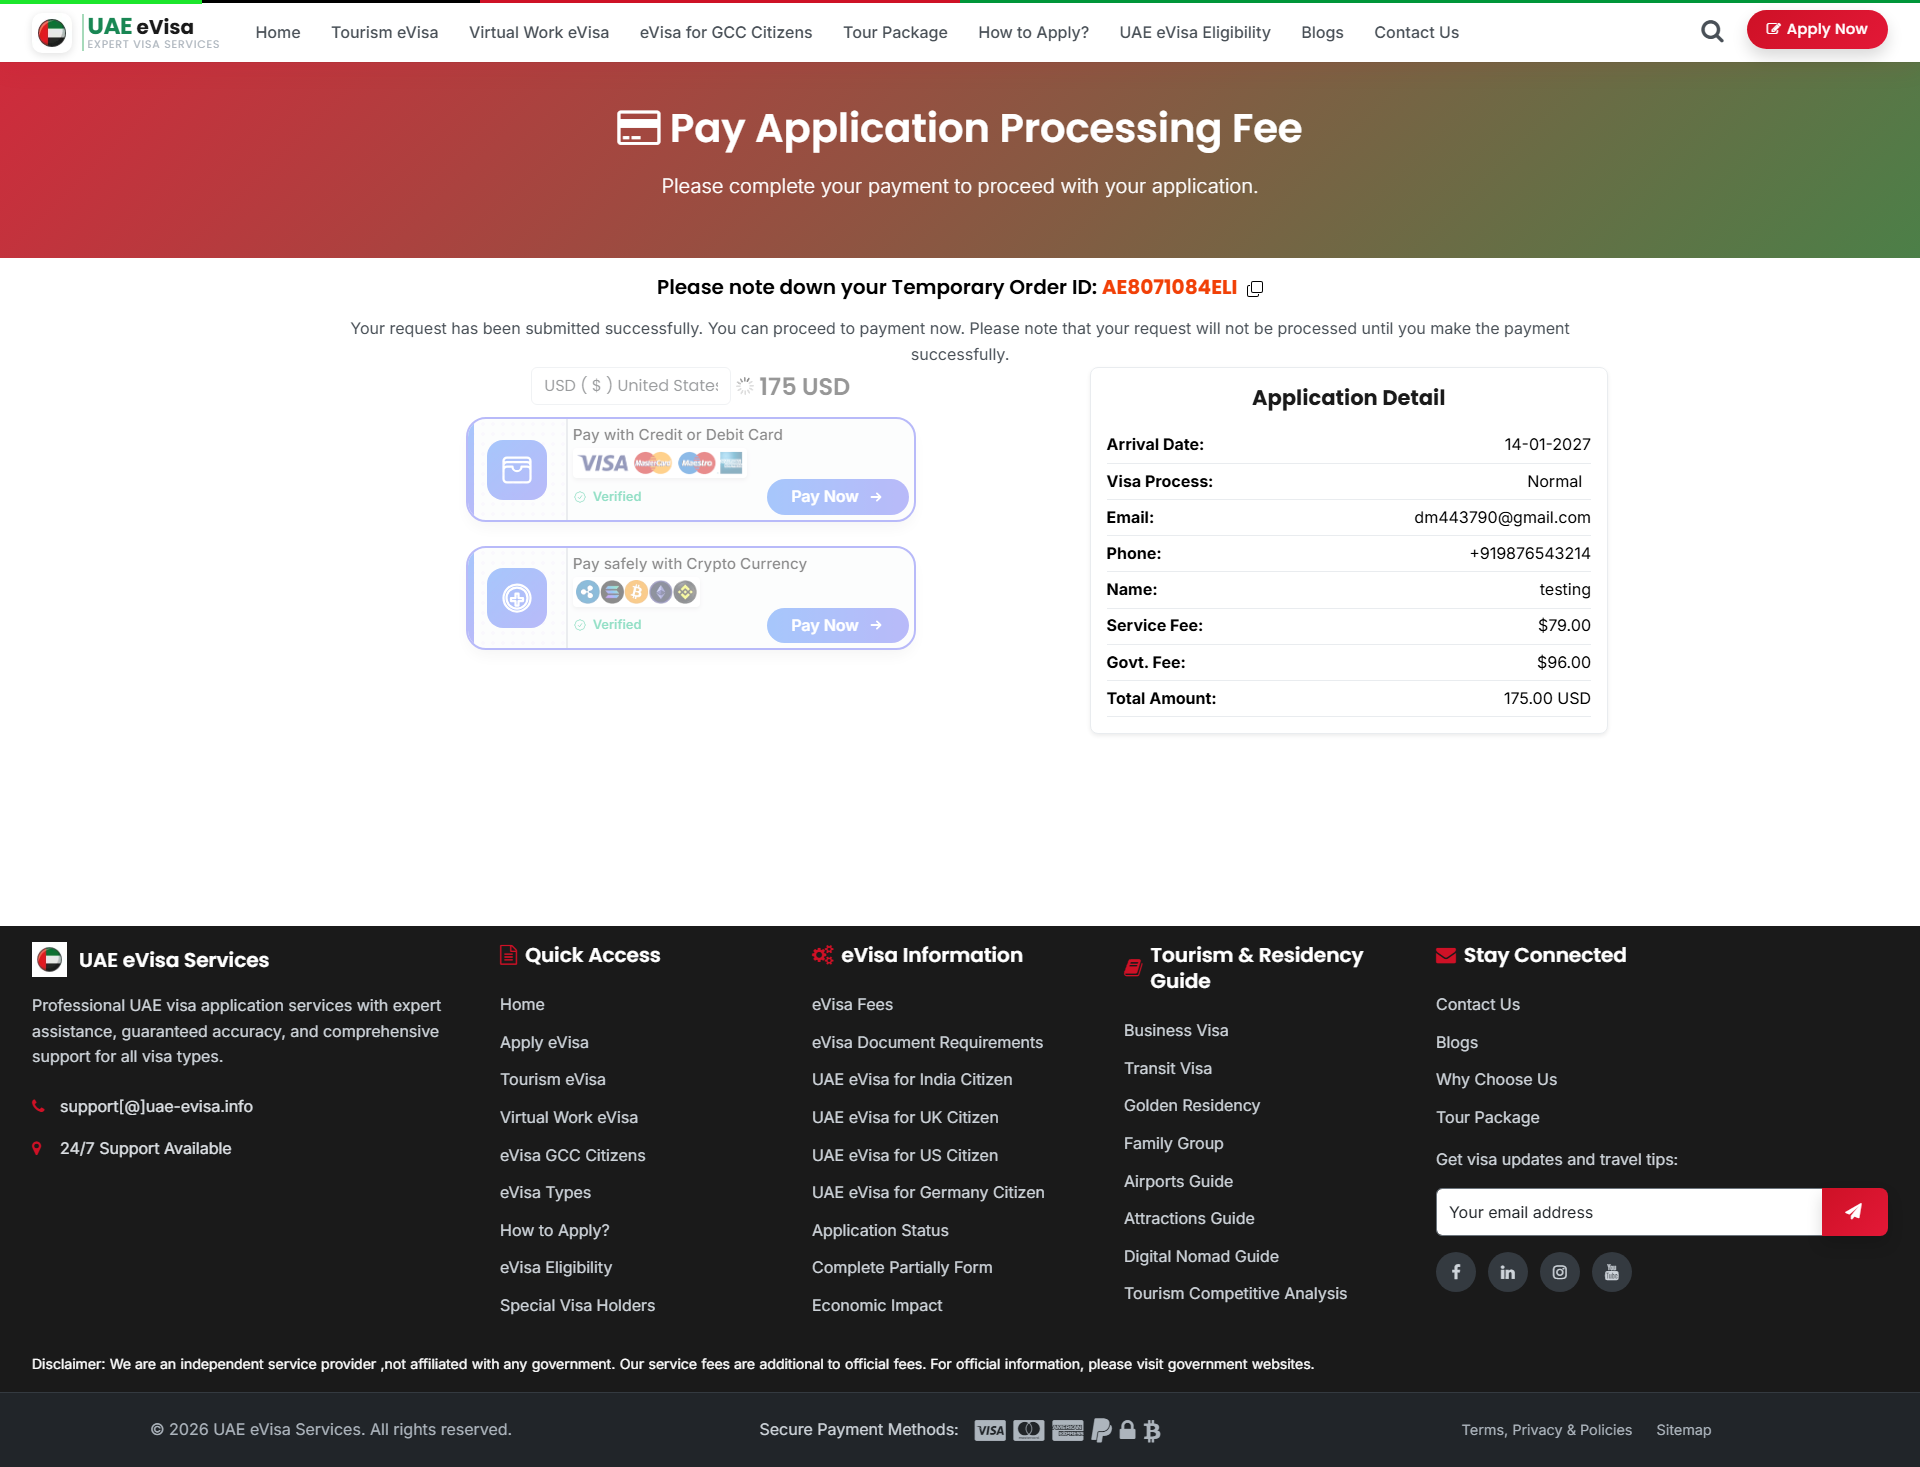 UAE eVisa
EXPERT VISA SERVICES
Home
Tourism eVisa
Virtual Work eVisa
eVisa for GCC Citizens
Tour Package
How to Apply?
UAE eVisa Eligibility
Blogs
Contact Us
Apply Now
Pay Application Processing Fee
Please complete your payment to proceed with your application.
Please note down your Temporary Order ID: AE8071084ELI
Your request has been submitted successfully. You can proceed to payment now. Please note that your request will not be processed until you make the payment
successfully.
USD ( $ ) United States
175 USD
Pay with Credit or Debit Card
VISA MasterCard Maestro
Verified
Pay Now
Pay safely with Crypto Currency
Verified
Pay Now
Application Detail
Arrival Date: 14-01-2027
Visa Process: Normal
Email: dm443790@gmail.com
Phone: +919876543214
Name: testing
Service Fee: $79.00
Govt. Fee: $96.00
Total Amount: 175.00 USD
UAE eVisa Services
Professional UAE visa application services with expert
assistance, guaranteed accuracy, and comprehensive
support for all visa types.
support[@]uae-evisa.info
24/7 Support Available
Quick Access
Home
Apply eVisa
Tourism eVisa
Virtual Work eVisa
eVisa GCC Citizens
eVisa Types
How to Apply?
eVisa Eligibility
Special Visa Holders
eVisa Information
eVisa Fees
eVisa Document Requirements
UAE eVisa for India Citizen
UAE eVisa for UK Citizen
UAE eVisa for US Citizen
UAE eVisa for Germany Citizen
Application Status
Complete Partially Form
Economic Impact
Tourism & Residency
Guide
Business Visa
Transit Visa
Golden Residency
Family Group
Airports Guide
Attractions Guide
Digital Nomad Guide
Tourism Competitive Analysis
Stay Connected
Contact Us
Blogs
Why Choose Us
Tour Package
Get visa updates and travel tips:
Your email address
Disclaimer: We are an independent service provider ,not affiliated with any government. Our service fees are additional to official fees. For official information, please visit government websites.
© 2026 UAE eVisa Services. All rights reserved.
Secure Payment Methods: VISA
Terms, Privacy & Policies
Sitemap